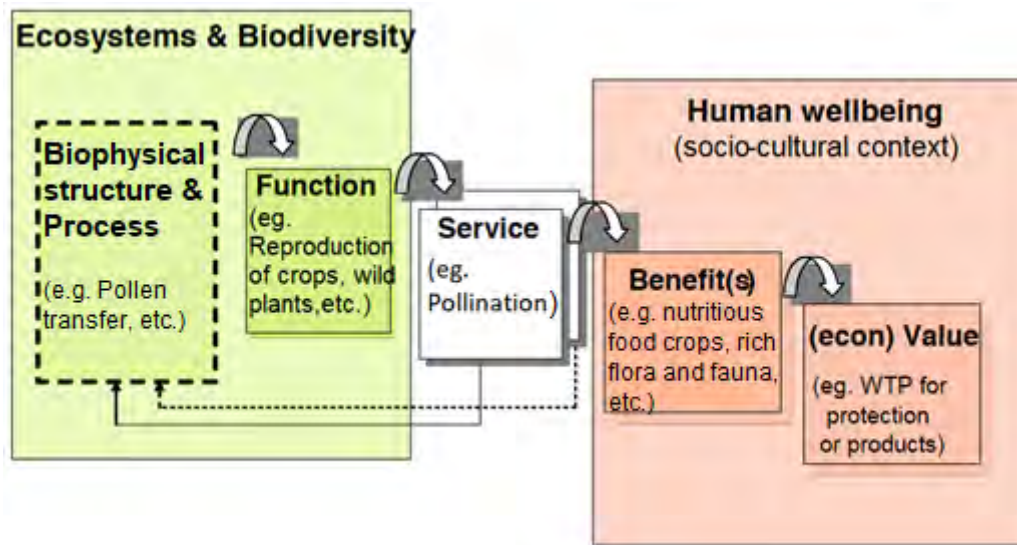 Ecosystems & Biodiversity
Biophysical
structure &
Process
(e.g. Pollen
transfer, etc.)
Function
(eg.
Reproduction
of crops, wild
plants,etc.)
Service
(eg.
Pollination)
Human wellbeing
(socio-cultural context)
Benefit(s)
(e.g. nutritious
food crops, rich
flora and fauna,
etc.)
(econ) Value
(eg. WTP for
protection
or products)